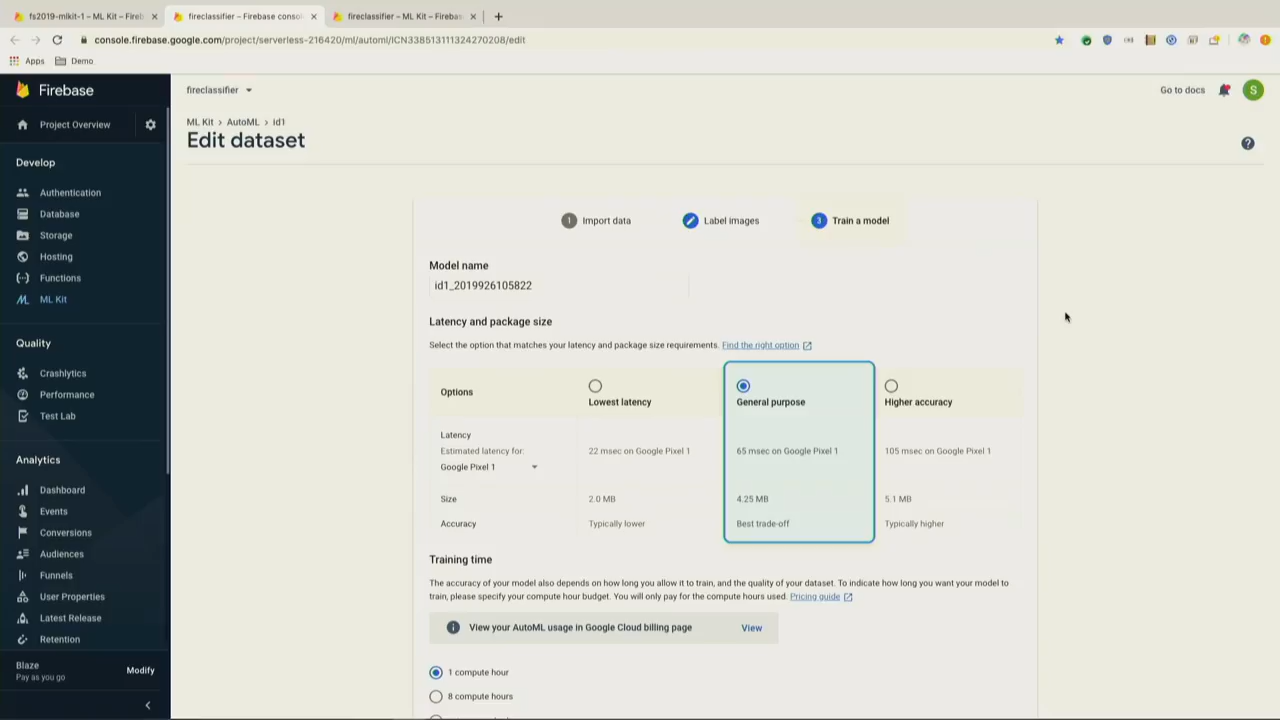 fs2019-mlkit-1 – ML Kit – Fireb
fireclassifier – Firebase consol
fireclassifier – ML Kit – Firebas
console.firebase.google.com/project/serverless-216420/ml/automl/ICN3385131113242702​08/edit
Apps
Demo
Firebase
fireclassifier
Go to docs
S
Project Overview
ML Kit > AutoML > id1
Edit dataset
Develop
Authentication
Database
Storage
Hosting
Functions
ML Kit
Quality
Crashlytics
Performance
Test Lab
Analytics
Dashboard
Events
Conversions
Audiences
Funnels
User Properties
Latest Release
Retention
Blaze
Pay as you go
Modify
1 Import data
Label images
3 Train a model
Model name
id1_2019926105822
Latency and package size
Select the option that matches your latency and package size requirements. Find the right option
Options
Lowest latency
General purpose
Higher accuracy
Latency
Estimated latency for:
Google Pixel 1
22 msec on Google Pixel 1
65 msec on Google Pixel 1
105 msec on Google Pixel 1
Size
2.0 MB
4.25 MB
5.1 MB
Accuracy
Typically lower
Best trade-off
Typically higher
Training time
The accuracy of your model also depends on how long you allow it to train, and the quality of your dataset. To indicate how long you want your model to
train, please specify your compute hour budget. You will only pay for the compute hours used. Pricing guide
View your AutoML usage in Google Cloud billing page
View
1 compute hour
8 compute hours